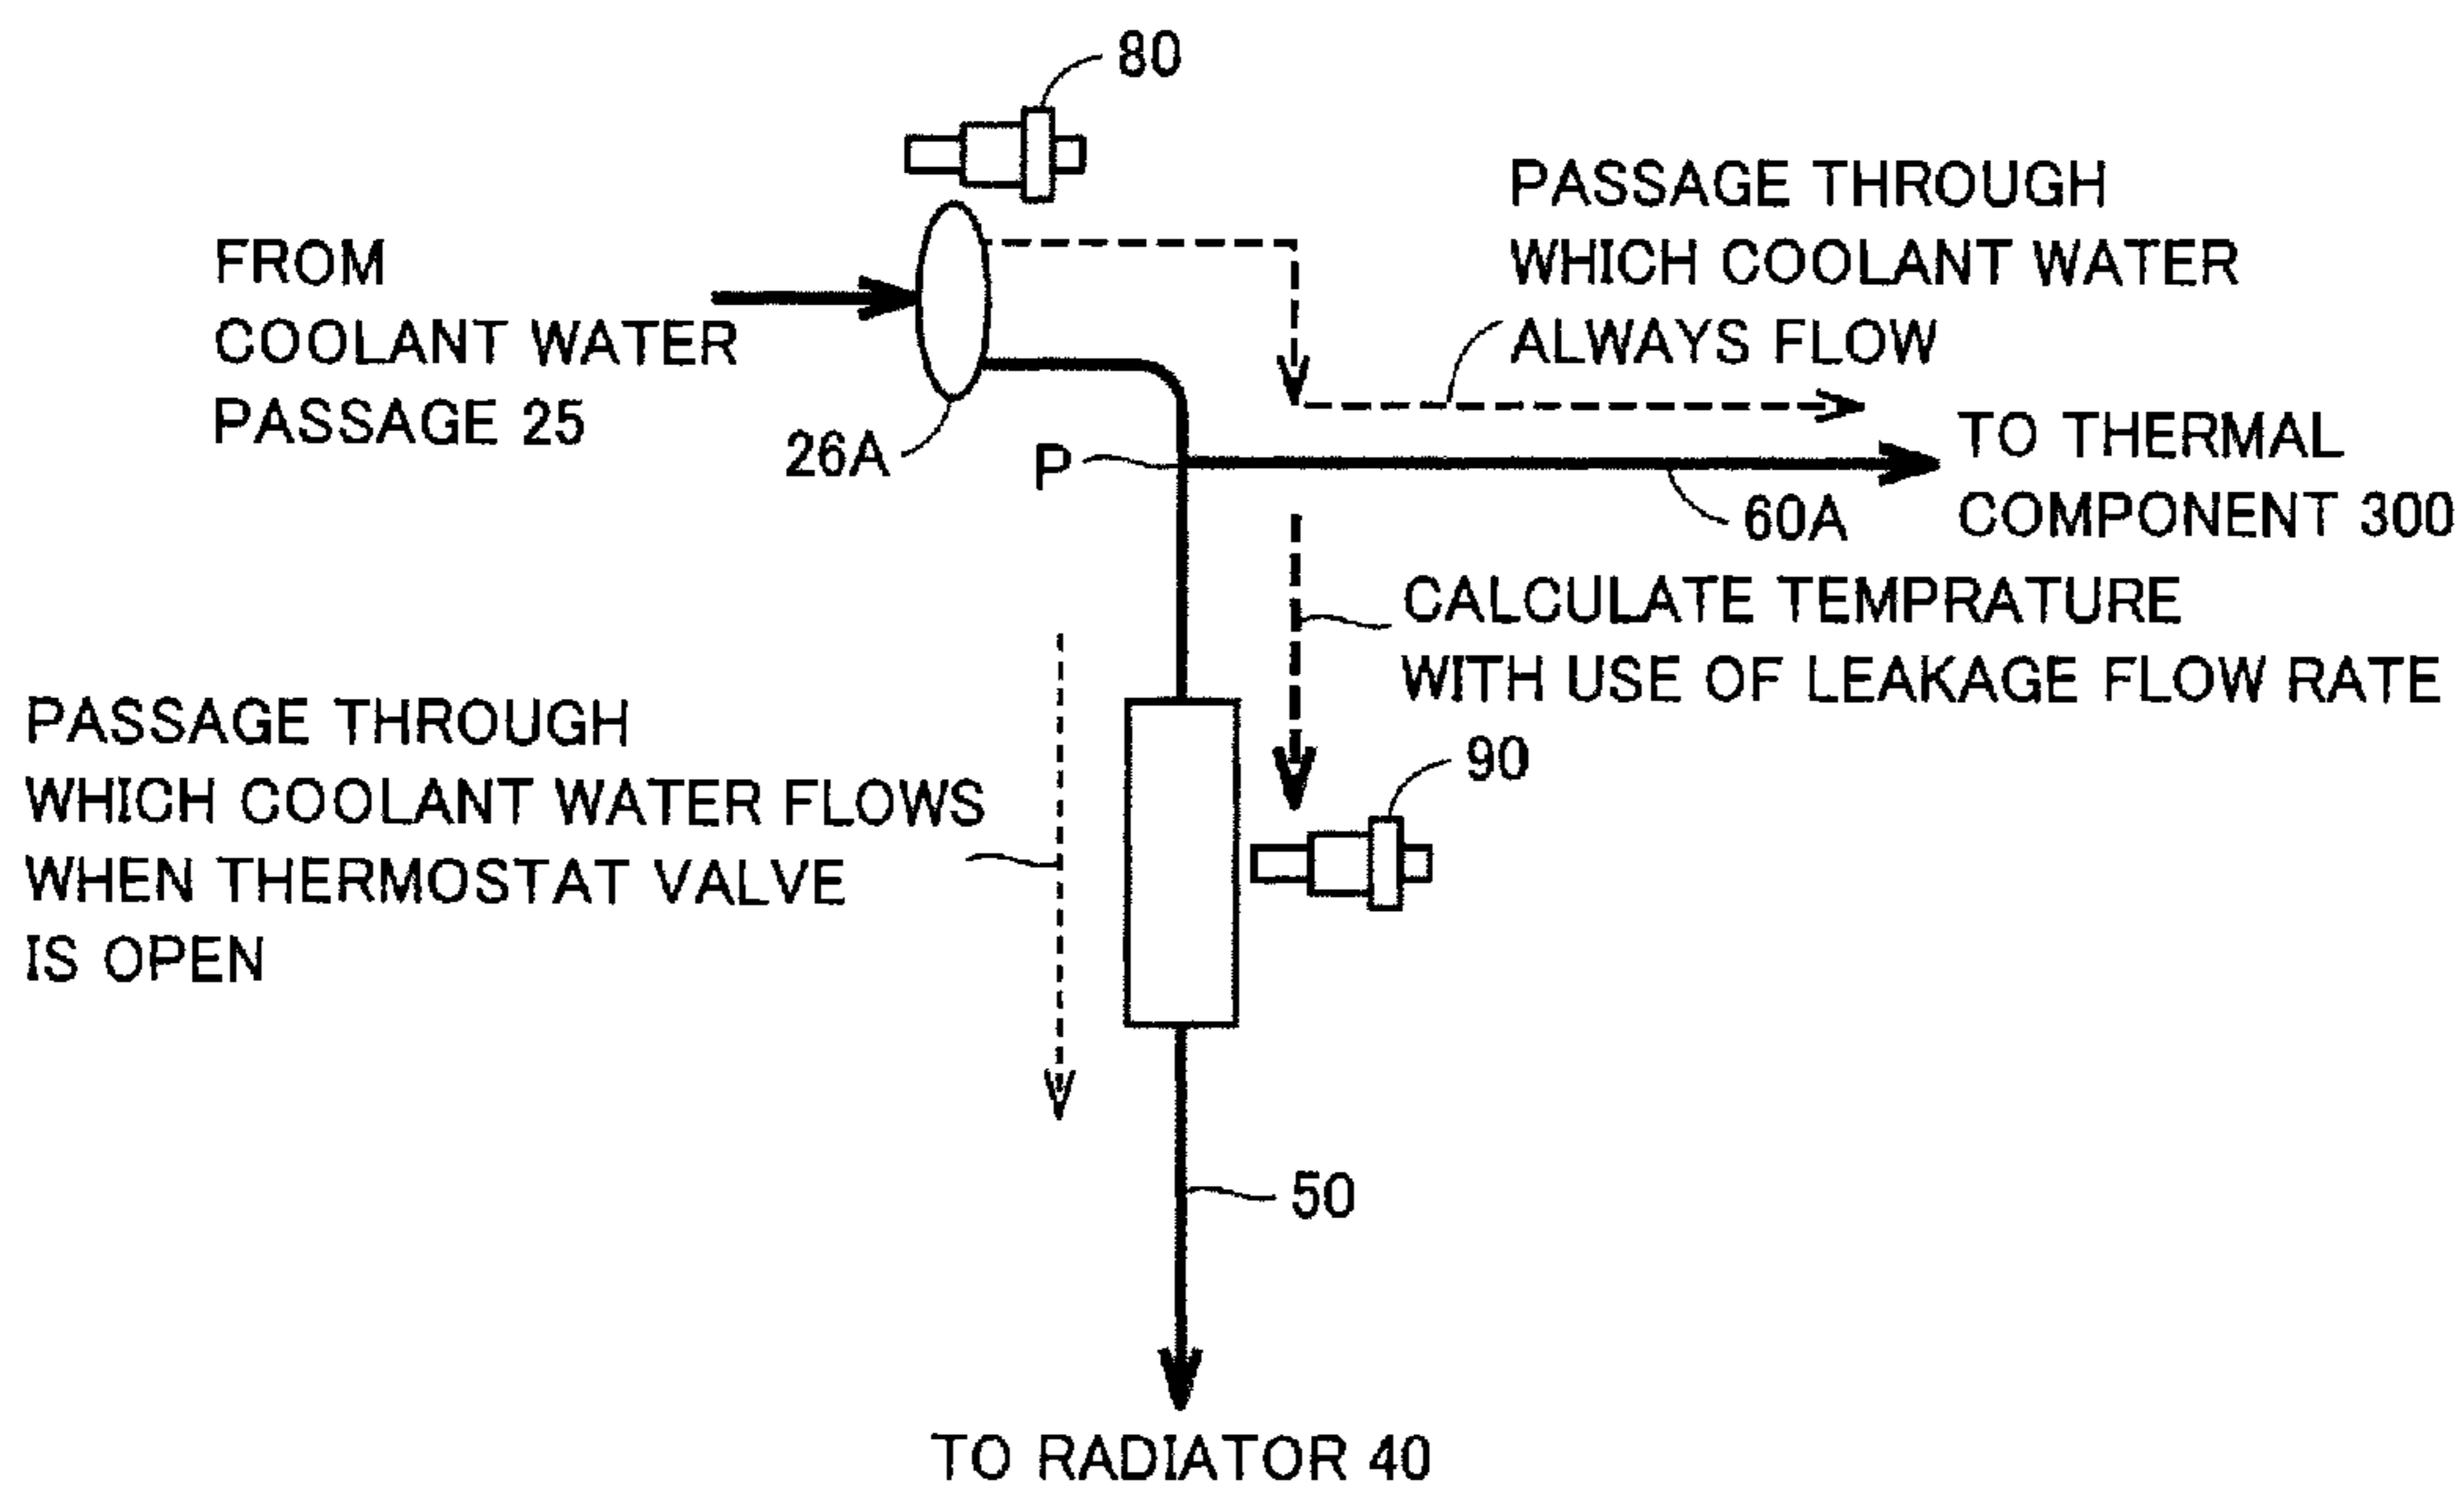 80
PASSAGE THROUGH
WHICH COOLANT WATER
ALWAYS FLOW
FROM
COOLANT WATER
PASSAGE 25
26A
P
TO THERMAL
COMPONENT 300
60A
CALCULATE TEMPRATURE
WITH USE OF LEAKAGE FLOW RATE
PASSAGE THROUGH
WHICH COOLANT WATER FLOWS
WHEN THERMOSTAT VALVE
IS OPEN
90
50
TO RADIATOR 40